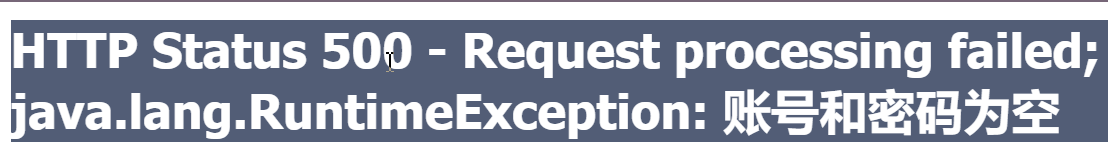 HTTP Status 500 - Request processing failed;
java.lang.RuntimeException: 账号和密码为空